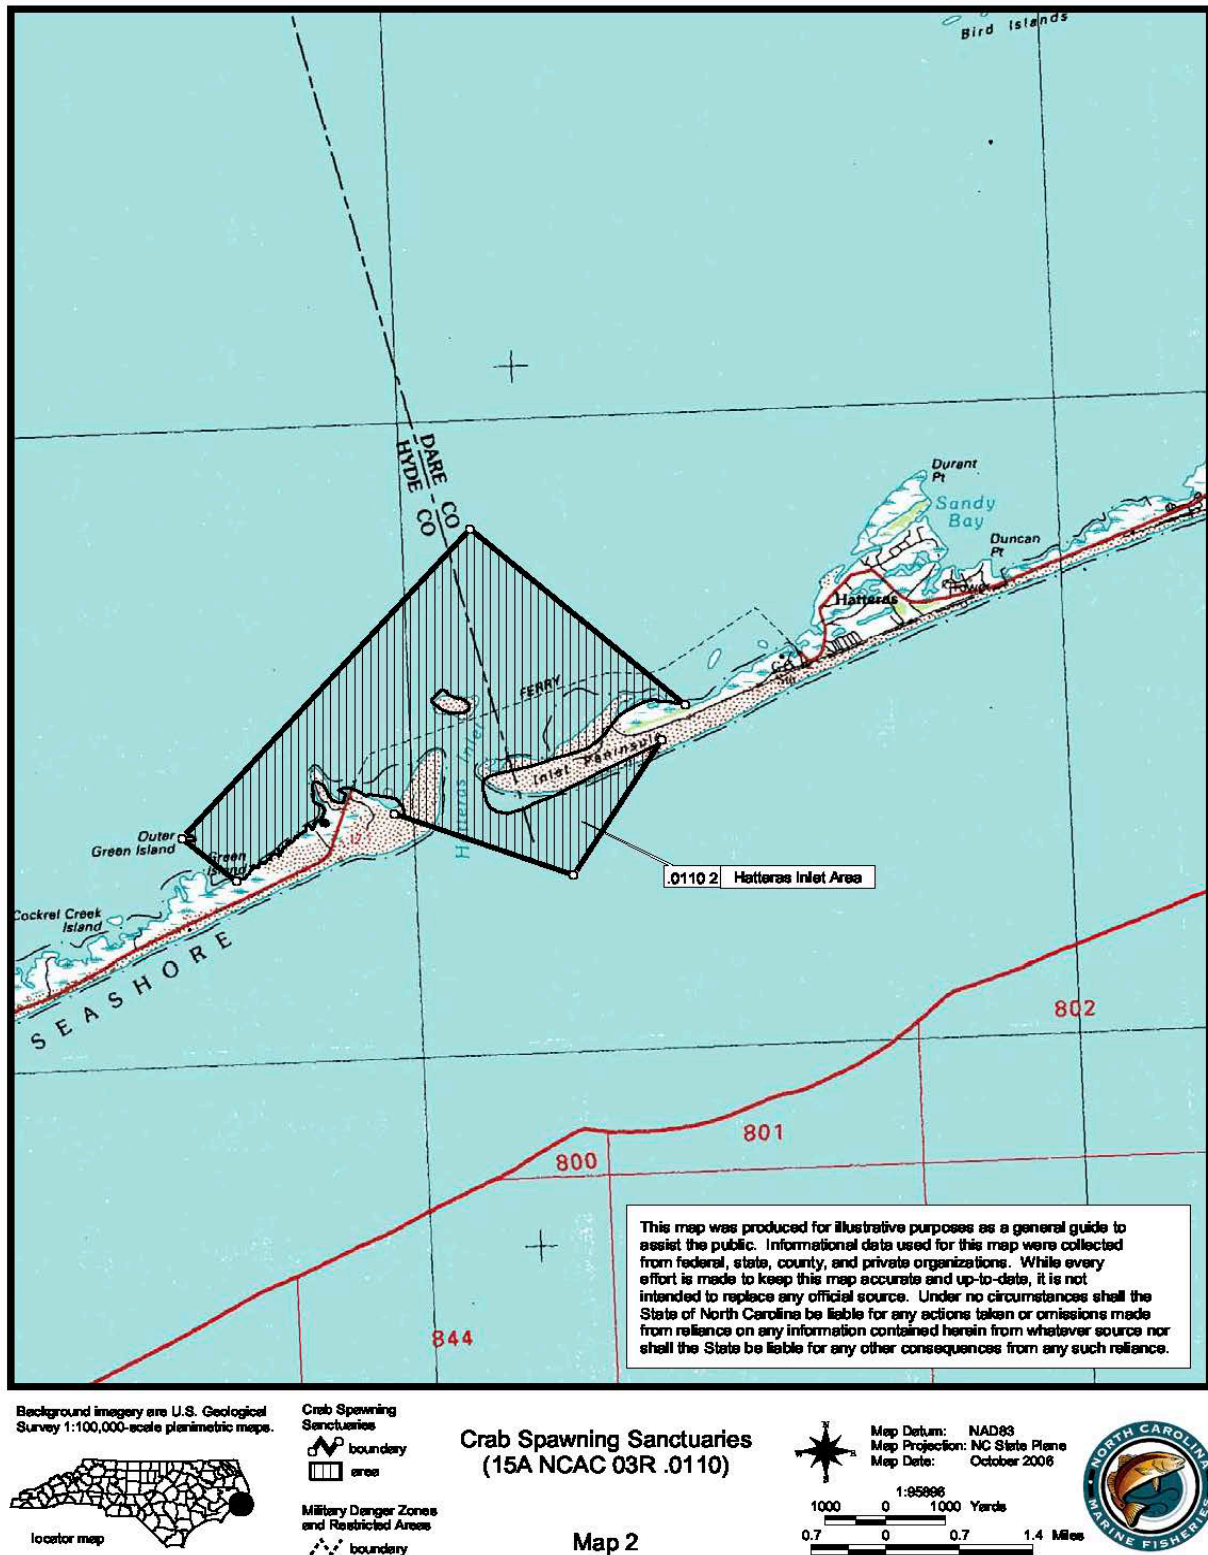 Bird Islands
DARE CO
HYDE CO
Durant
Pt
Sandy
Bay
Duncan
Pt
Tower
Hatteras
C G
FERRY
Inlet Peninsula
Hatteras Inlet
Outer
Green Island
Green
Island
12
.0110 2 Hatteras Inlet Area
Cockrel Creek
Island
SEASHORE
802
801
800
844
This map was produced for illustrative purposes as a general guide to
assist the public. Informational data used for this map were collected
from federal, state, county, and private organizations. While every
effort is made to keep this map accurate and up-to-date, it is not
intended to replace any official source. Under no circumstances shall the
State of North Carolina be liable for any actions taken or omissions made
from reliance on any information contained herein from whatever source nor
shall the State be liable for any other consequences from any such reliance.
Background imagery are U.S. Geological
Survey 1:100,000-scale planimetric maps.
locator map
Crab Spawning
Sanctuaries
boundary
area
Military Danger Zones
and Restricted Areas
boundary
Crab Spawning Sanctuaries
(15A NCAC 03R .0110)
Map 2
N
W E
S
Map Datum: NAD83
Map Projection: NC State Plane
Map Date: October 2006
1:95896
1000 0 1000 Yards
0.7 0 0.7 1.4 Miles
NORTH CAROLINA
MARINE FISHERIES